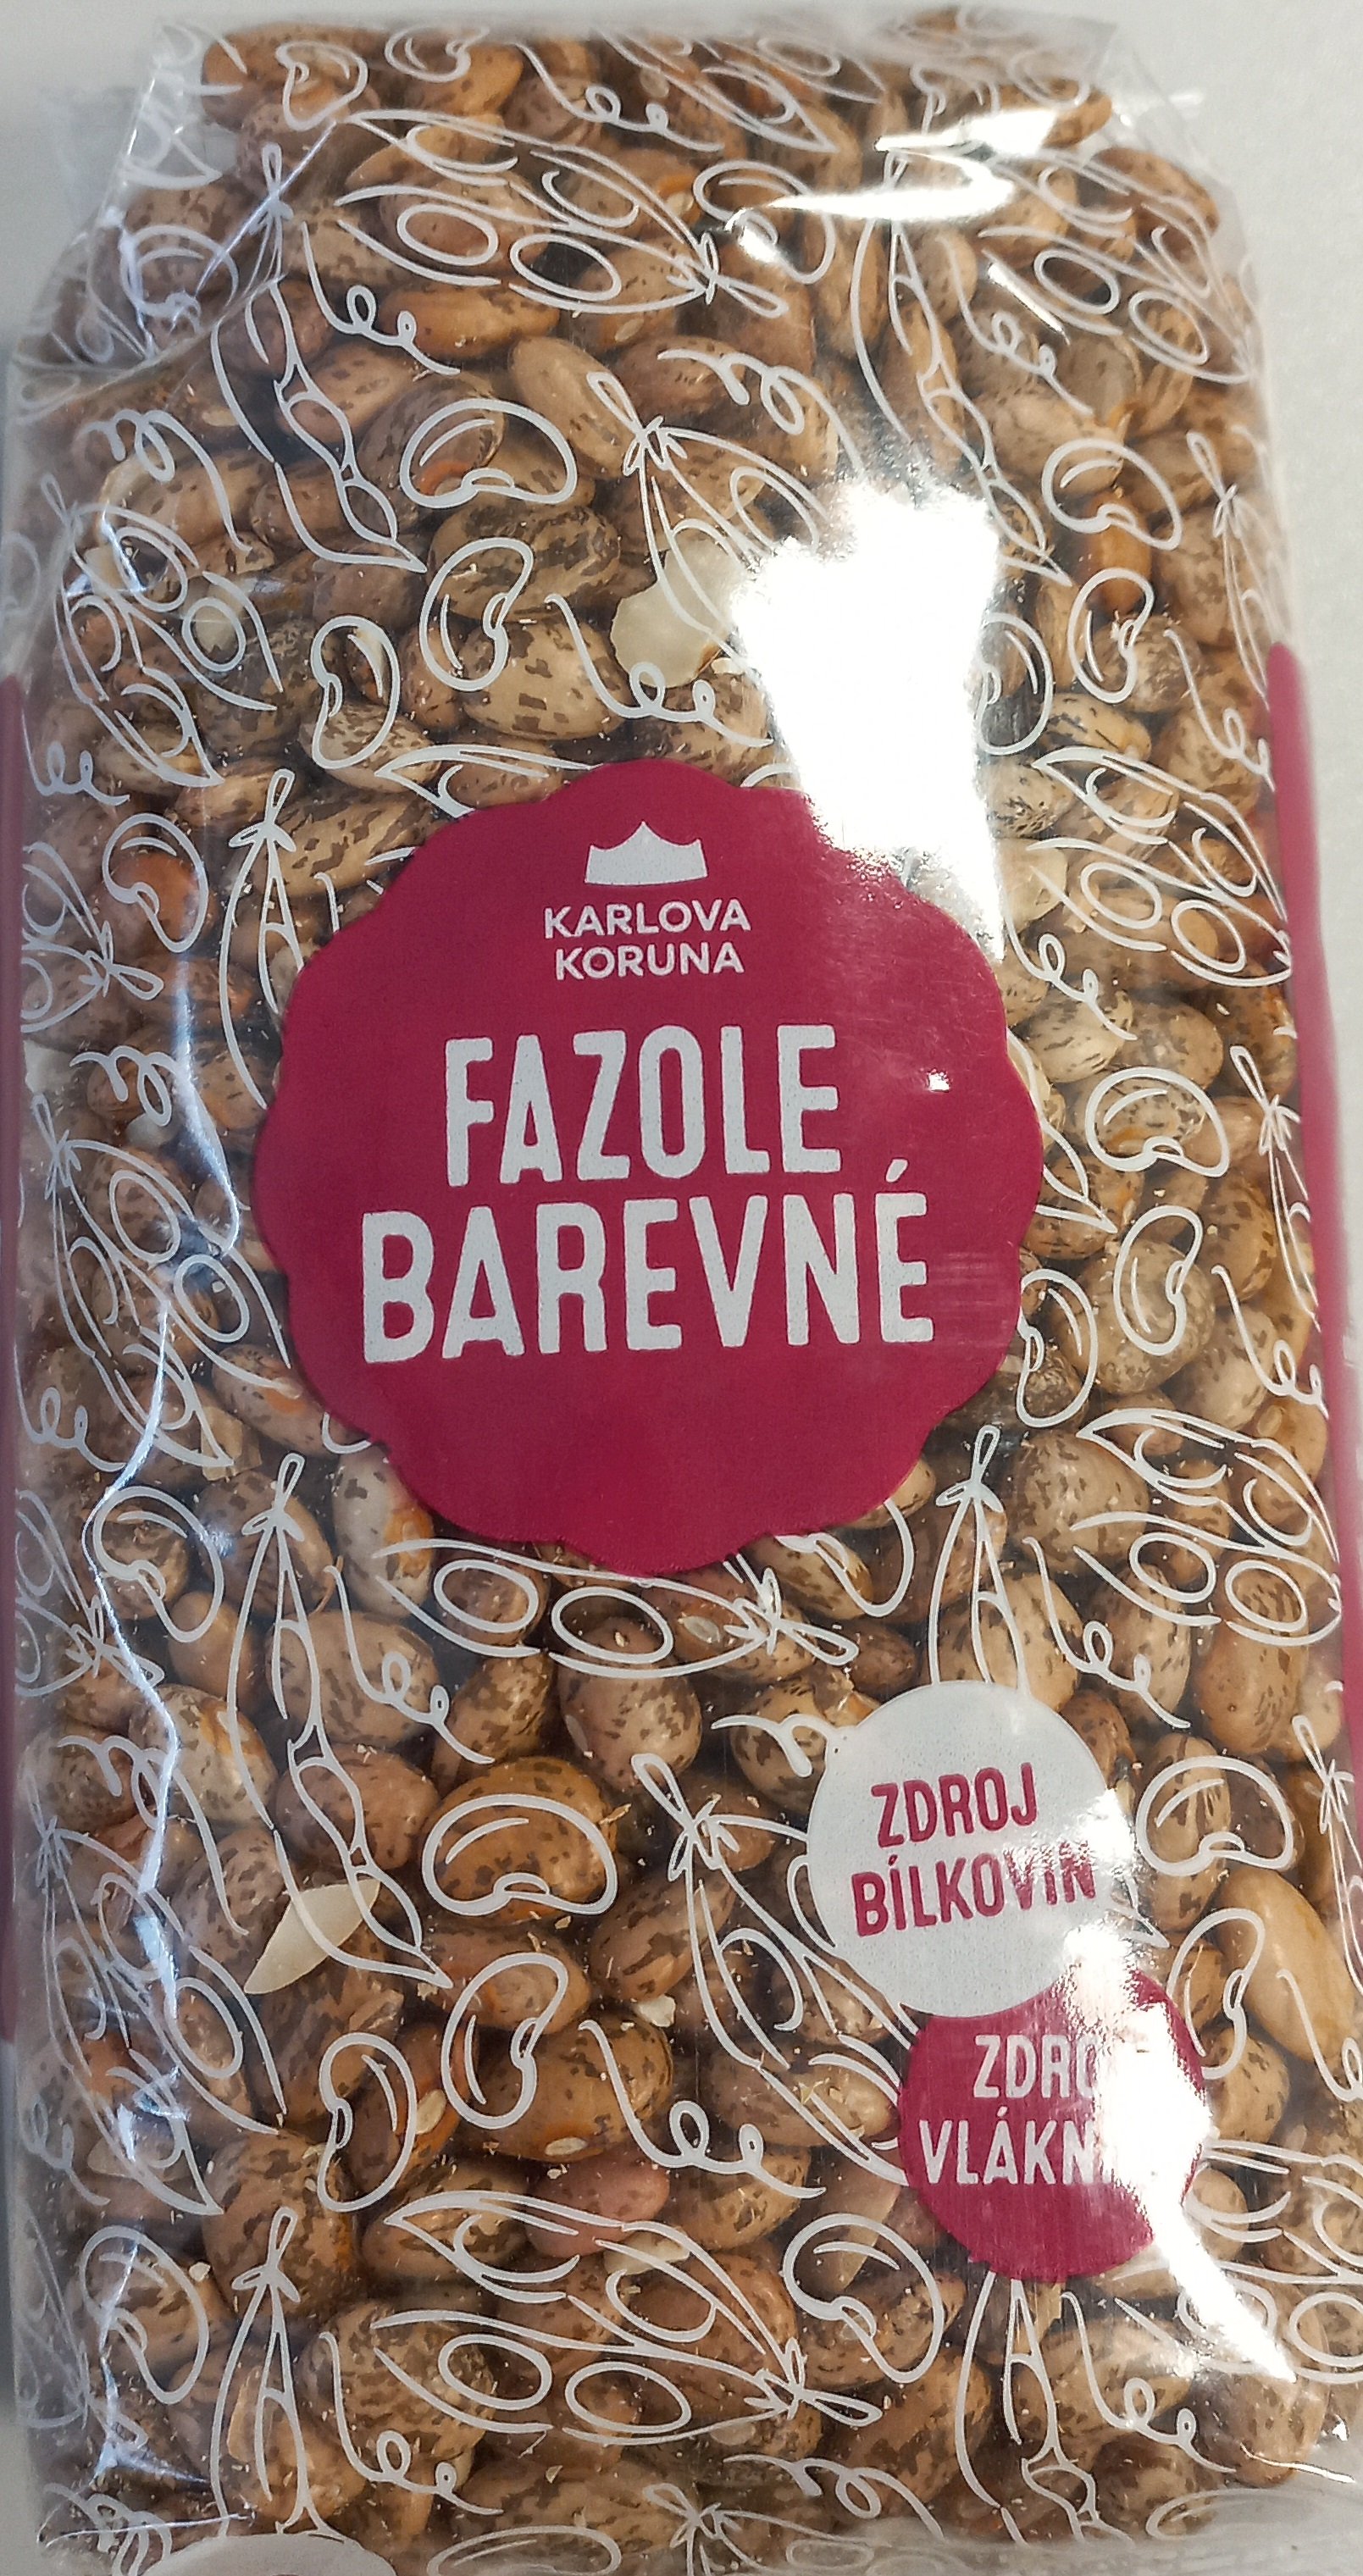 KARLOVA
KORUNA
FAZOLE
BAREVNÉ
ZDROJ
BÍLKOVIN